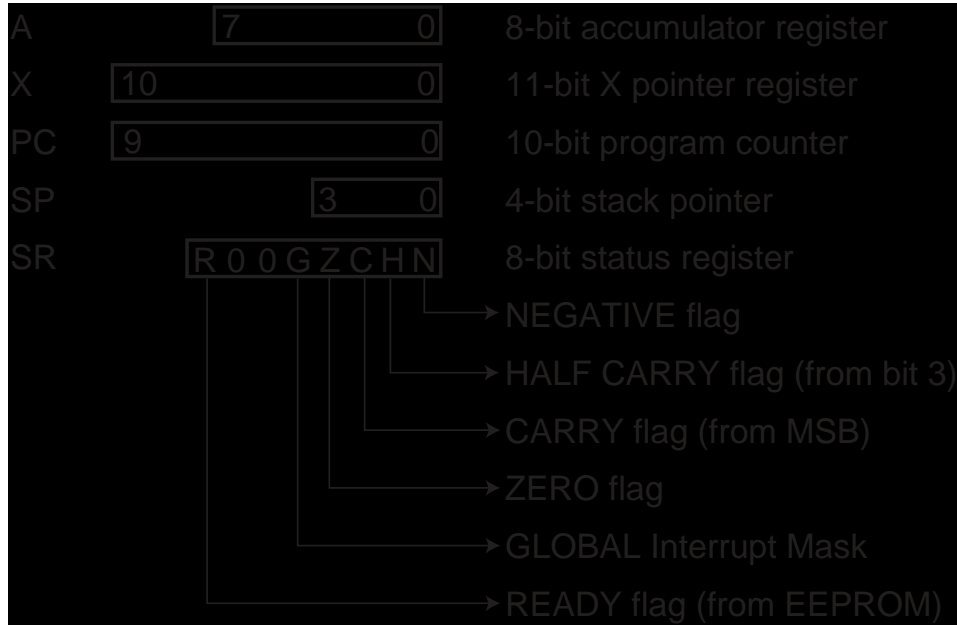 A 7 0 8-bit accumulator register
X 10 0 11-bit X pointer register
PC 9 0 10-bit program counter
SP 3 0 4-bit stack pointer
SR R 0 0 G Z C H N 8-bit status register
NEGATIVE flag
HALF CARRY flag (from bit 3)
CARRY flag (from MSB)
ZERO flag
GLOBAL Interrupt Mask
READY flag (from EEPROM)